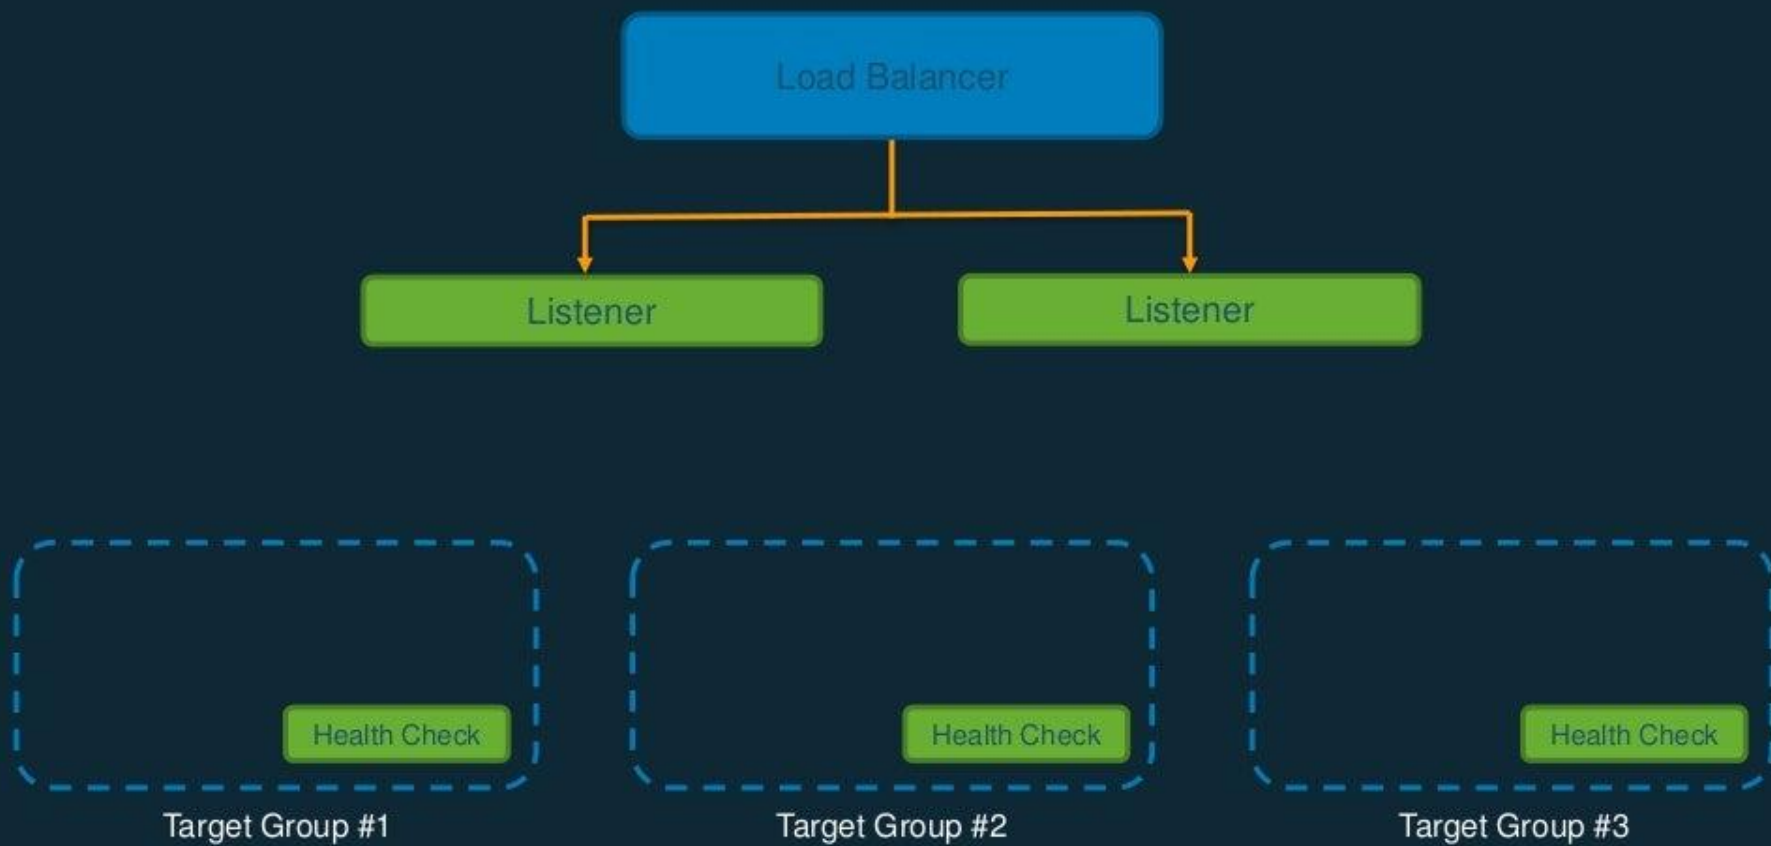 Load Balancer
Listener
Listener
Health Check
Health Check
Health Check
Target Group #1
Target Group #2
Target Group #3